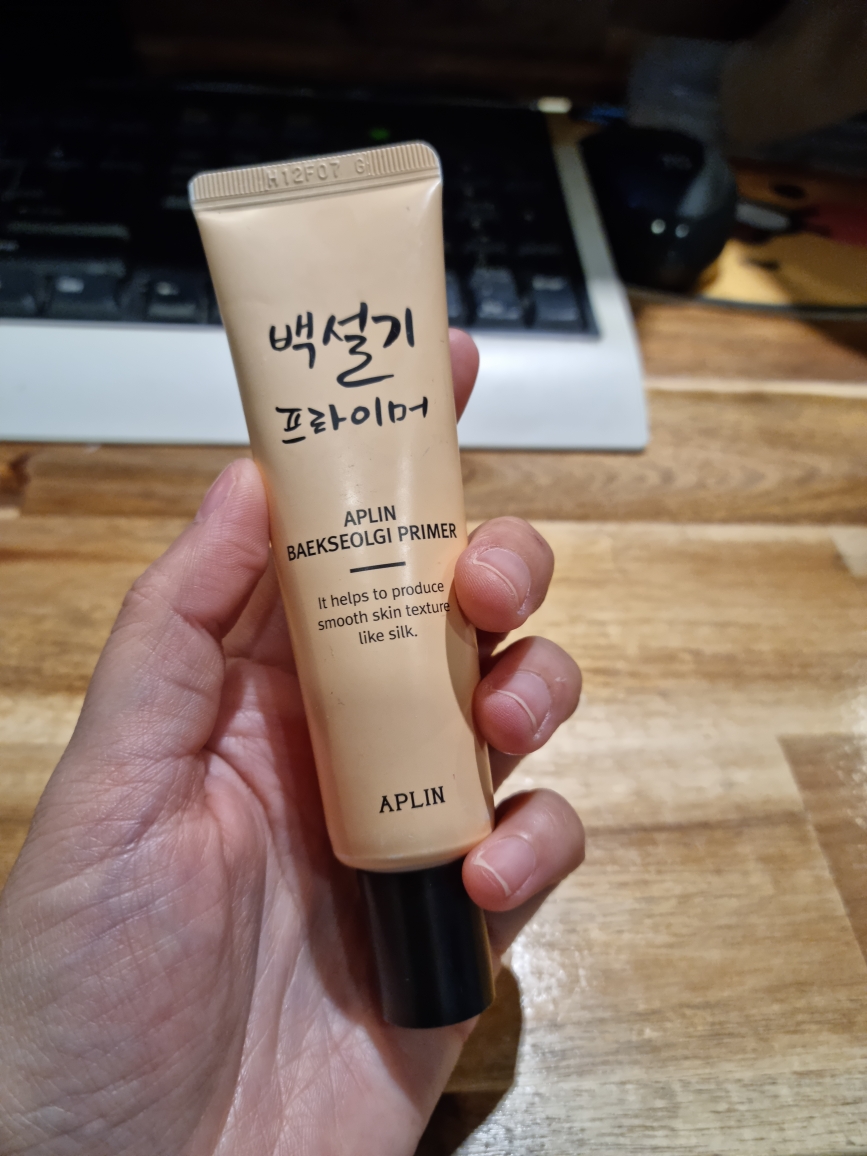 H12F07 G
백설기
프라이머
APLIN
BAEKSEOLGI PRIMER
It helps to produce
smooth skin texture
like silk.
APLIN